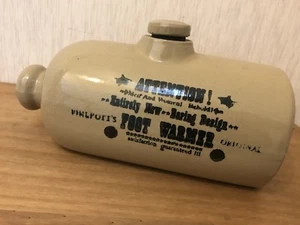 ATTENTION!
Entirely New Daring Design
FOOT WARMER
ORIGINAL
satisfaction guaranteed !!!